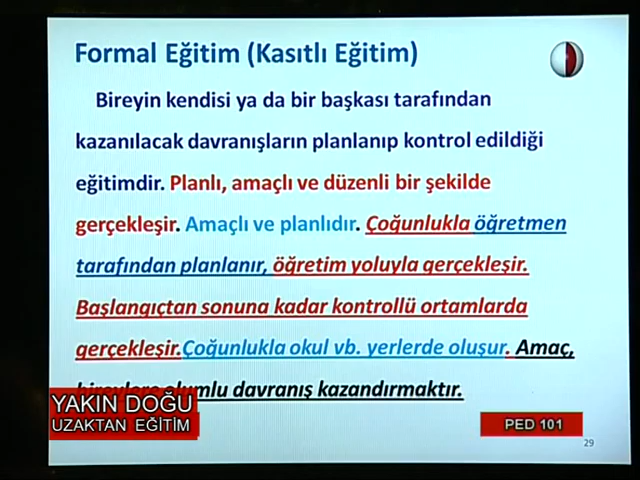 Formal Eğitim (Kasıtlı Eğitim)
Bireyin kendisi ya da bir başkası tarafından
kazanılacak davranışların planlanıp kontrol edildiği
eğitimdir. Planlı, amaçlı ve düzenli bir şekilde
gerçekleşir. Amaçlı ve planlıdır. Çoğunlukla öğretmen
tarafından planlanır, öğretim yoluyla gerçekleşir.
Başlangıçtan sonuna kadar kontrollü ortamlarda
gerçekleşir.Çoğunlukla okul vb. yerlerde oluşur. Amaç,
bireylere olumlu davranış kazandırmaktır.
YAKIN DOĞU
UZAKTAN EĞİTİM
PED 101
29